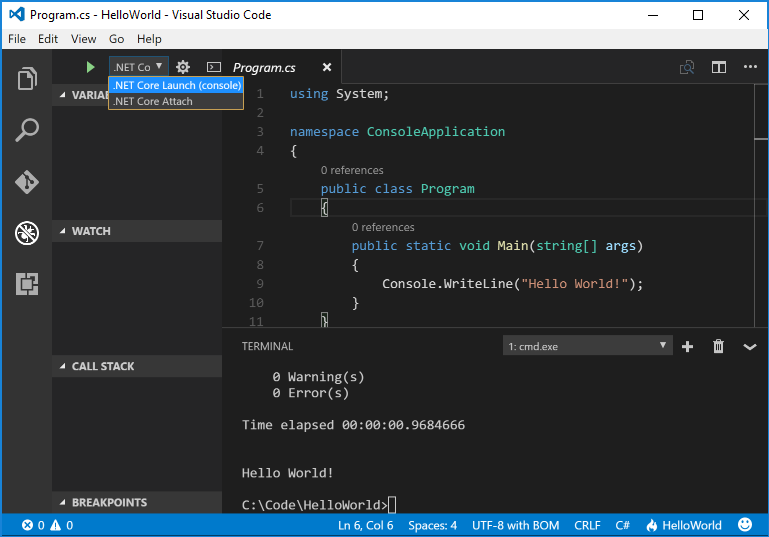 Program.cs - HelloWorld - Visual Studio Code
File Edit View Go Help
.NET Co
Program.cs
.NET Core Launch (console)
.NET Core Attach
VARIA
WATCH
CALL STACK
BREAKPOINTS
1 using System;
2
3 namespace ConsoleApplication
4 {
0 references
5 public class Program
6 {
0 references
7 public static void Main(string[] args)
8 {
9 Console.WriteLine("Hello World!");
10 }
11 }
TERMINAL 1: cmd.exe
0 Warning(s)
0 Error(s)
Time elapsed 00:00:00.9684666
Hello World!
C:\Code\HelloWorld>
0 0 Ln 6, Col 6 Spaces: 4 UTF-8 with BOM CRLF C# HelloWorld